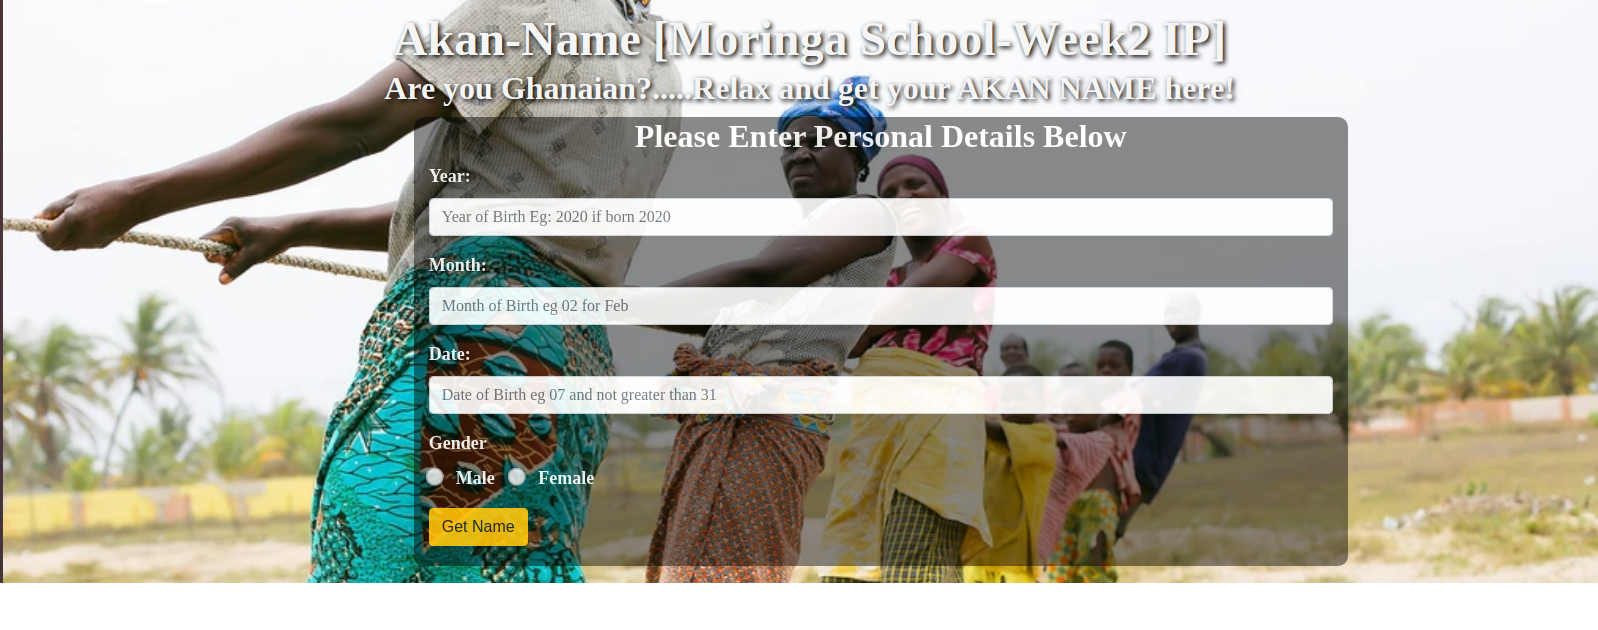 Akan-Name [Moringa School-Week2 IP]
Are you Ghanaian?.....Relax and get your AKAN NAME here!
Please Enter Personal Details Below
Year:
Year of Birth Eg: 2020 if born 2020
Month:
Month of Birth eg 02 for Feb
Date:
Date of Birth eg 07 and not greater than 31
Gender
Male Female
Get Name